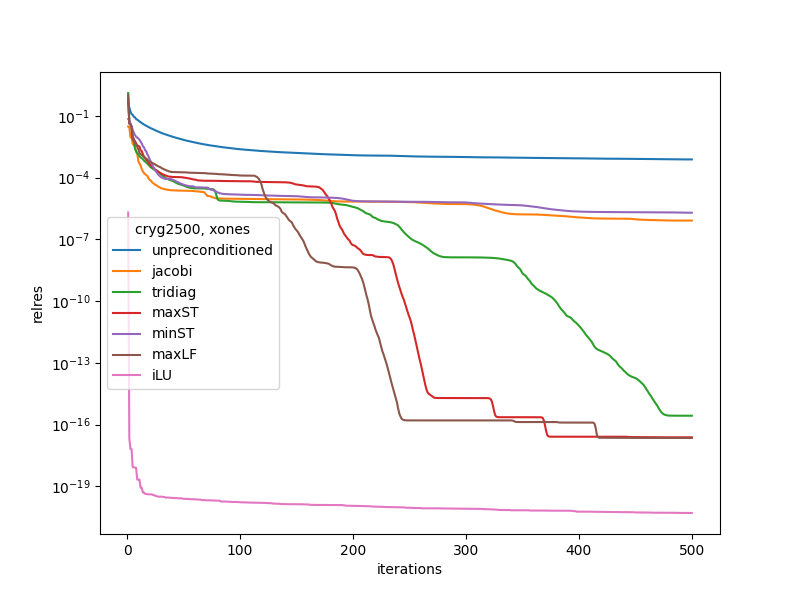 10^-1
10^-4
10^-7
10^-10
10^-13
10^-16
10^-19
relres
cryg2500, xones
unpreconditioned
jacobi
tridiag
maxST
minST
maxLF
iLU
0 100 200 300 400 500
iterations